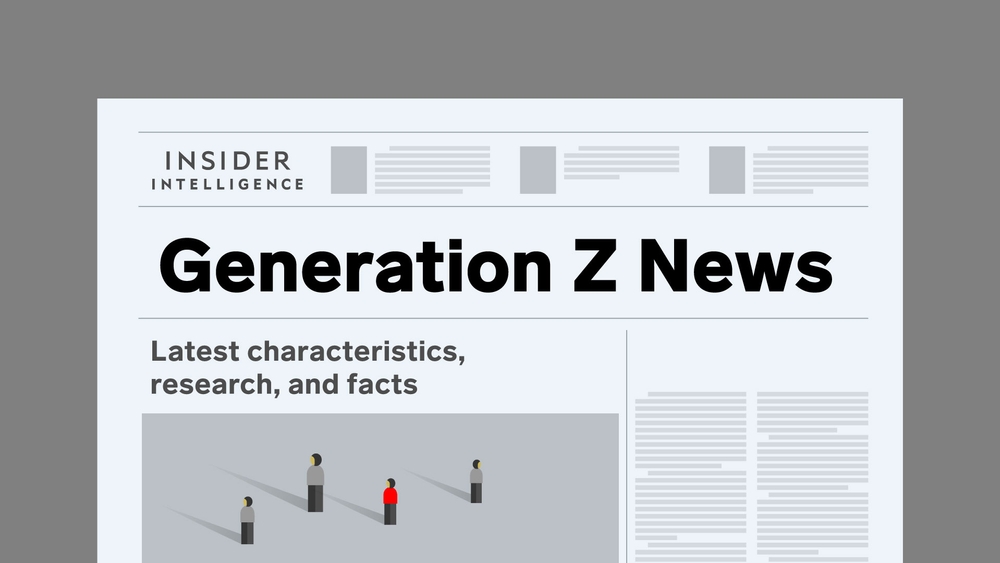 INSIDER
INTELLIGENCE
Generation Z News
Latest characteristics,
research, and facts